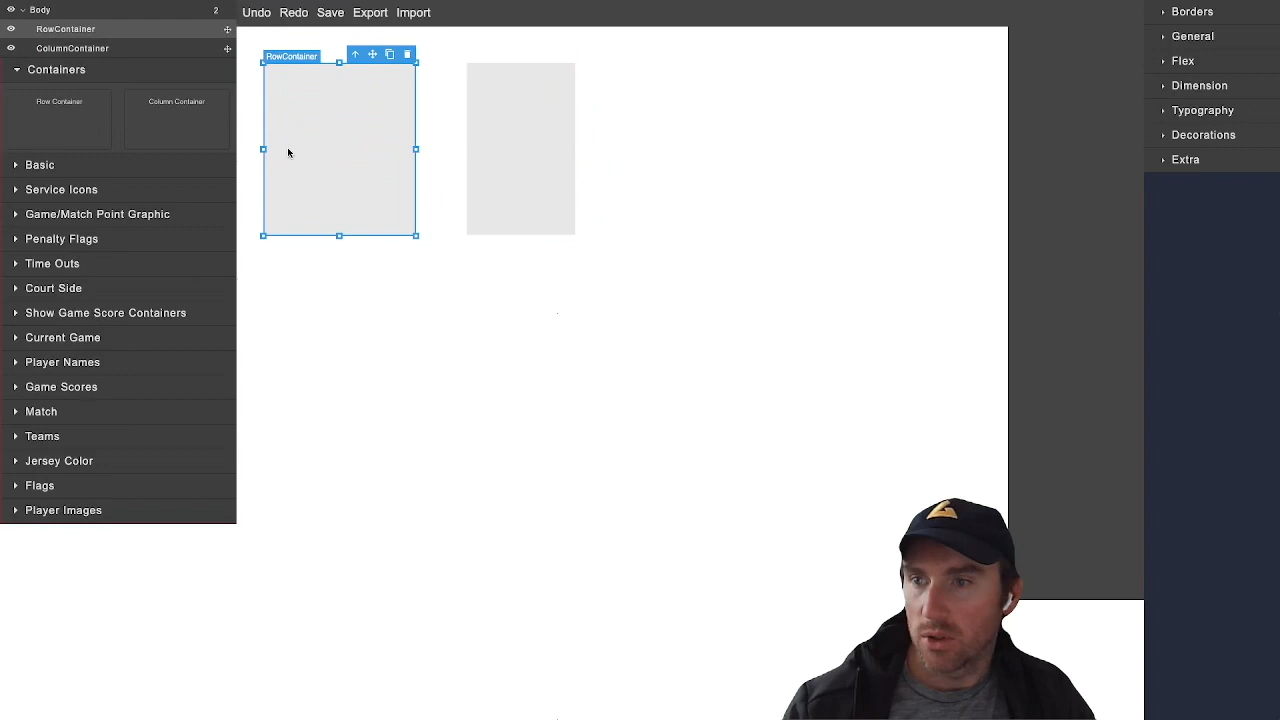 Body 2
RowContainer
ColumnContainer
Containers
Row Container
Column Container
Basic
Service Icons
Game/Match Point Graphic
Penalty Flags
Time Outs
Court Side
Show Game Score Containers
Current Game
Player Names
Game Scores
Match
Teams
Jersey Color
Flags
Player Images
Undo Redo Save Export Import
RowContainer
Borders
General
Flex
Dimension
Typography
Decorations
Extra